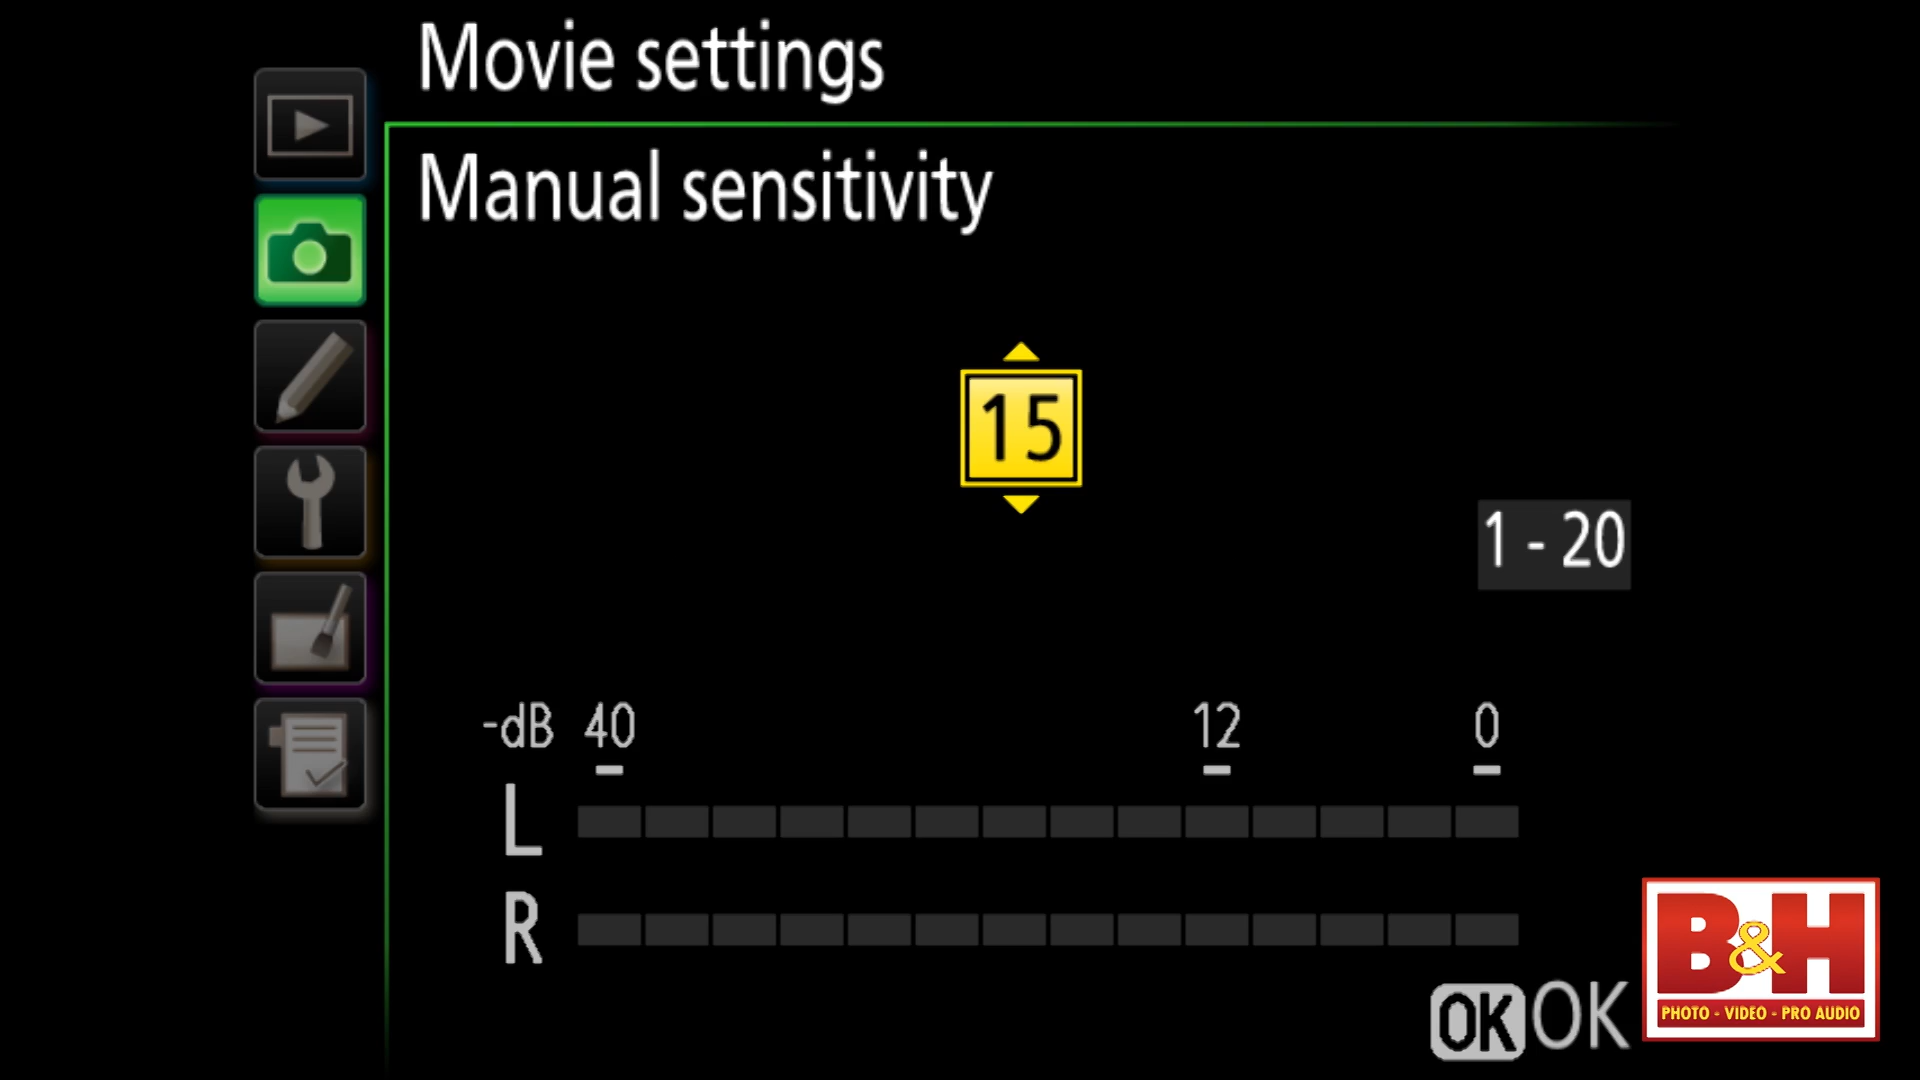 Movie settings
Manual sensitivity
15
1 - 20
-dB 40 12 0
L
R
OK OK
B&H
PHOTO - VIDEO - PRO AUDIO